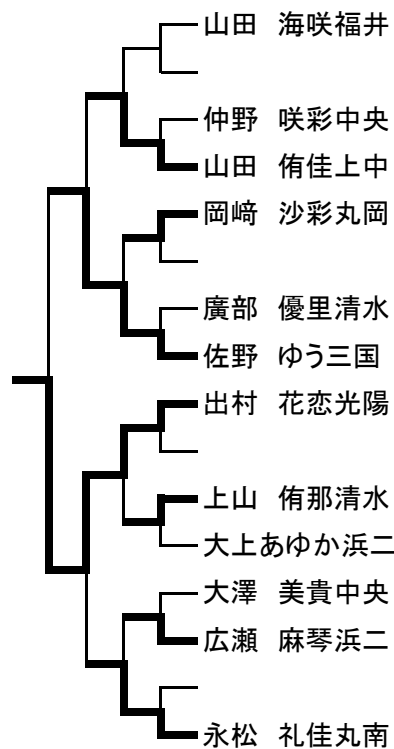 山田 海咲福井
仲野 咲彩中央
山田 侑佳上中
岡﨑 沙彩丸岡
廣部 優里清水
佐野 ゆう三国
出村 花恋光陽
上山 侑那清水
大上あゆか浜二
大澤 美貴中央
広瀬 麻琴浜二
永松 礼佳丸南